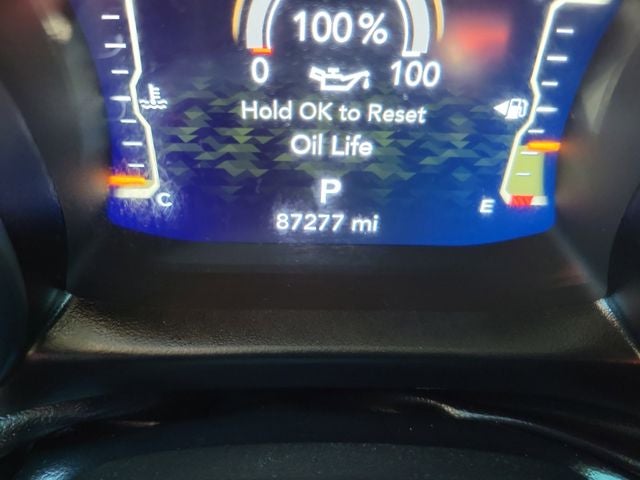 100%
0 100
Hold OK to Reset
Oil Life
P
C E
87277 mi